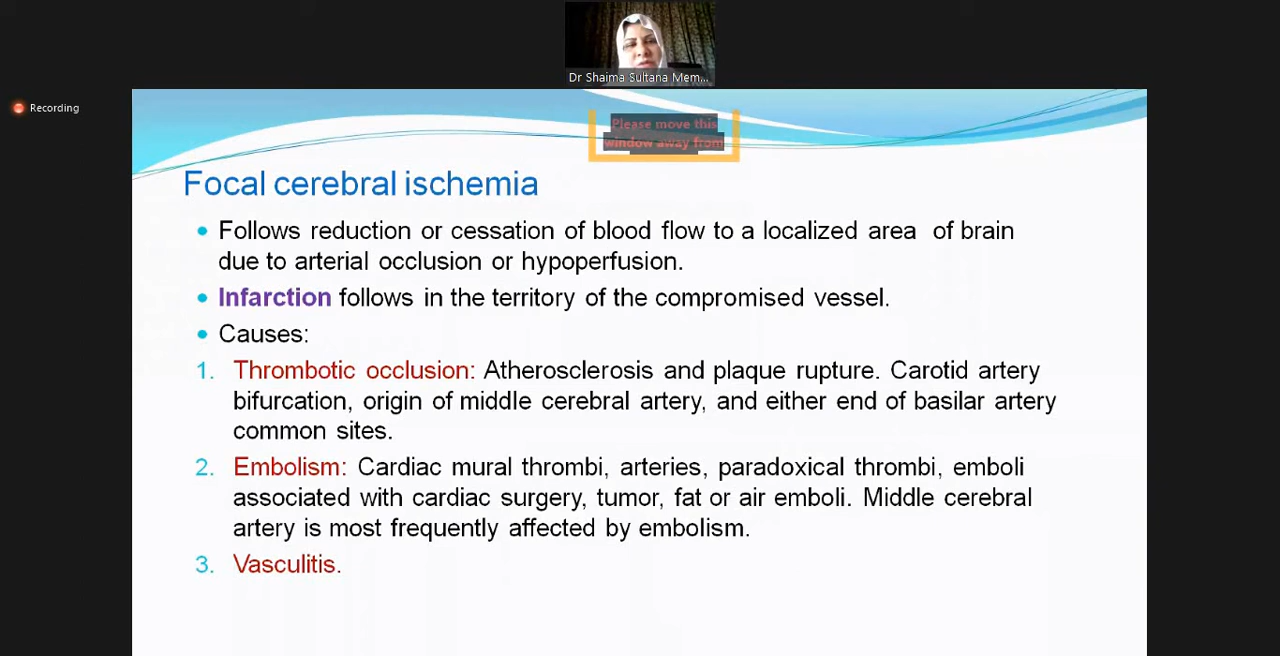 Dr Shaima Sultana Mem...
Recording
Please move this
window away from
Focal cerebral ischemia
• Follows reduction or cessation of blood flow to a localized area of brain
due to arterial occlusion or hypoperfusion.
• Infarction follows in the territory of the compromised vessel.
• Causes:
1. Thrombotic occlusion: Atherosclerosis and plaque rupture. Carotid artery
bifurcation, origin of middle cerebral artery, and either end of basilar artery
common sites.
2. Embolism: Cardiac mural thrombi, arteries, paradoxical thrombi, emboli
associated with cardiac surgery, tumor, fat or air emboli. Middle cerebral
artery is most frequently affected by embolism.
3. Vasculitis.